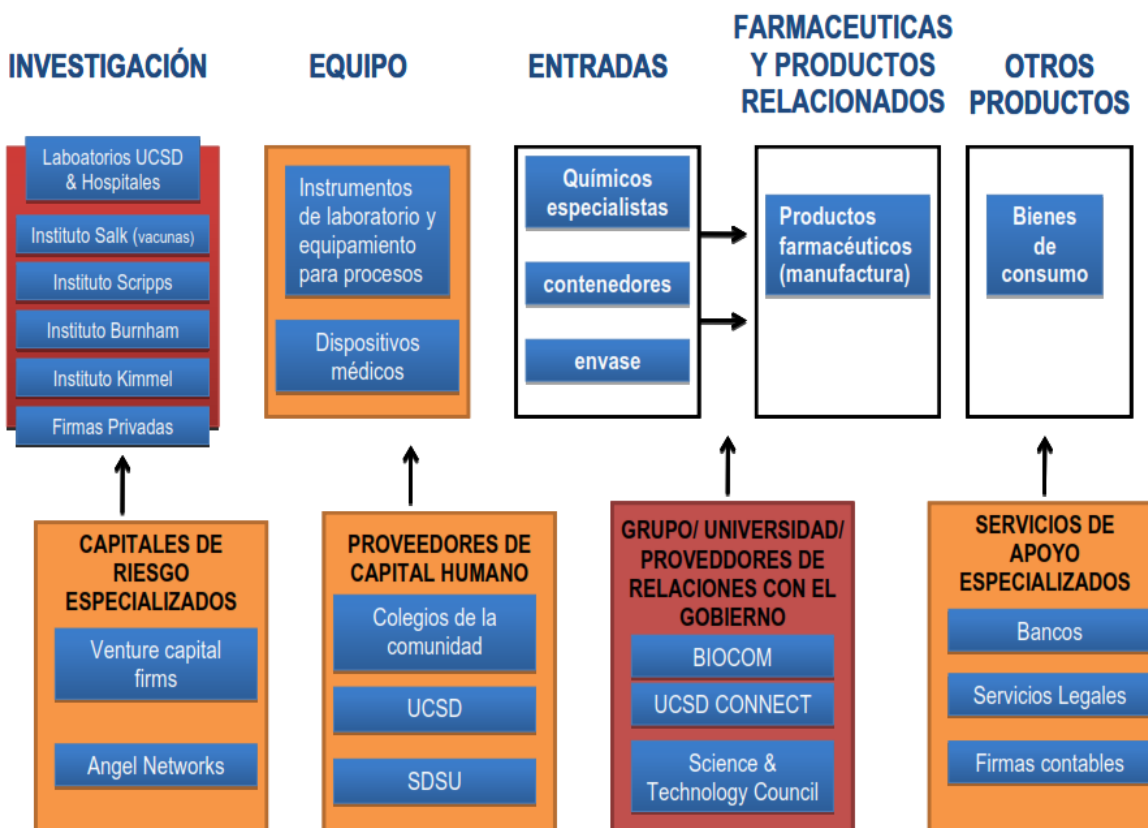 INVESTIGACIÓN
EQUIPO
ENTRADAS
FARMACEUTICAS
Y PRODUCTOS
RELACIONADOS
OTROS
PRODUCTOS
Laboatorios UCSD
& Hospitales
Instituto Salk (vacunas)
Instituto Scripps
Instituto Burnham
Instituto Kimmel
Firmas Privadas
Instrumentos
de laboratorio y
equipamiento
para procesos
Dispositivos
médicos
Químicos
especialistas
contenedores
envase
Productos
farmacéuticos
(manufactura)
Bienes
de
consumo
CAPITALES DE
RIESGO
ESPECIALIZADOS
Venture capital
firms
Angel Networks
PROVEEDORES DE
CAPITAL HUMANO
Colegios de la
comunidad
UCSD
SDSU
GRUPO/ UNIVERSIDAD/
PROVEDDORES DE
RELACIONES CON EL
GOBIERNO
BIOCOM
UCSD CONNECT
Science &
Technology Council
SERVICIOS DE
APOYO
ESPECIALIZADOS
Bancos
Servicios Legales
Firmas contables